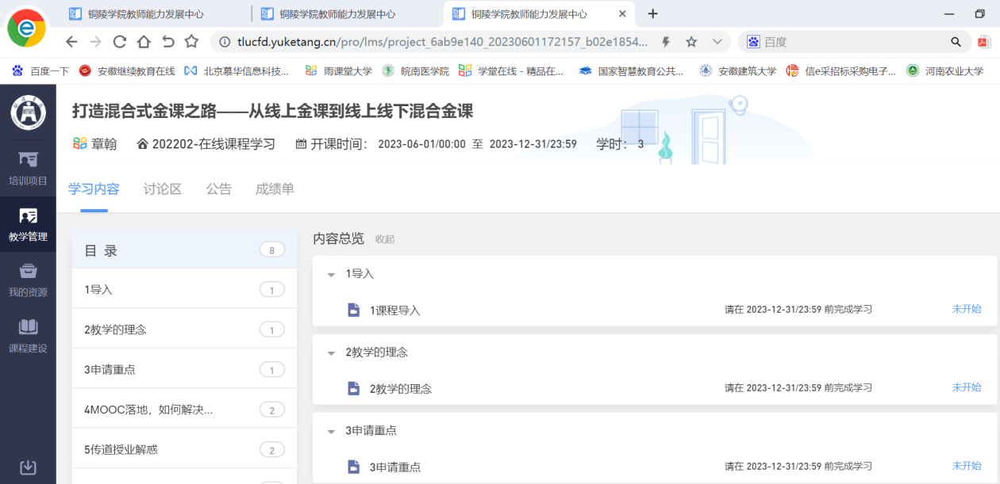 铜陵学院教师能力发展中心
铜陵学院教师能力发展中心
铜陵学院教师能力发展中心
tlucfd.yuketang.cn/pro/lms/project_6ab9e140_20230601172157_b02e1854...
百度
百度一下
安徽继续教育在线
北京慕华信息科技...
雨课堂大学
皖南医学院
学堂在线 - 精品在...
国家智慧教育公共...
安徽建筑大学
信e采招标采购电子...
河南农业大学
培训项目
教学管理
我的资源
课程建设
打造混合式金课之路——从线上金课到线上线下混合金课
章翰 202202-在线课程学习 开课时间： 2023-06-01/00:00 至 2023-12-31/23:59 学时： 3
学习内容 讨论区 公告 成绩单
目 录 8
1导入 1
2教学的理念 1
3申请重点 1
4MOOC落地，如何解决... 2
5传道授业解惑 2
内容总览 收起
1导入
1课程导入 请在 2023-12-31/23:59 前完成学习 未开始
2教学的理念
2教学的理念 请在 2023-12-31/23:59 前完成学习 未开始
3申请重点
3申请重点 请在 2023-12-31/23:59 前完成学习 未开始